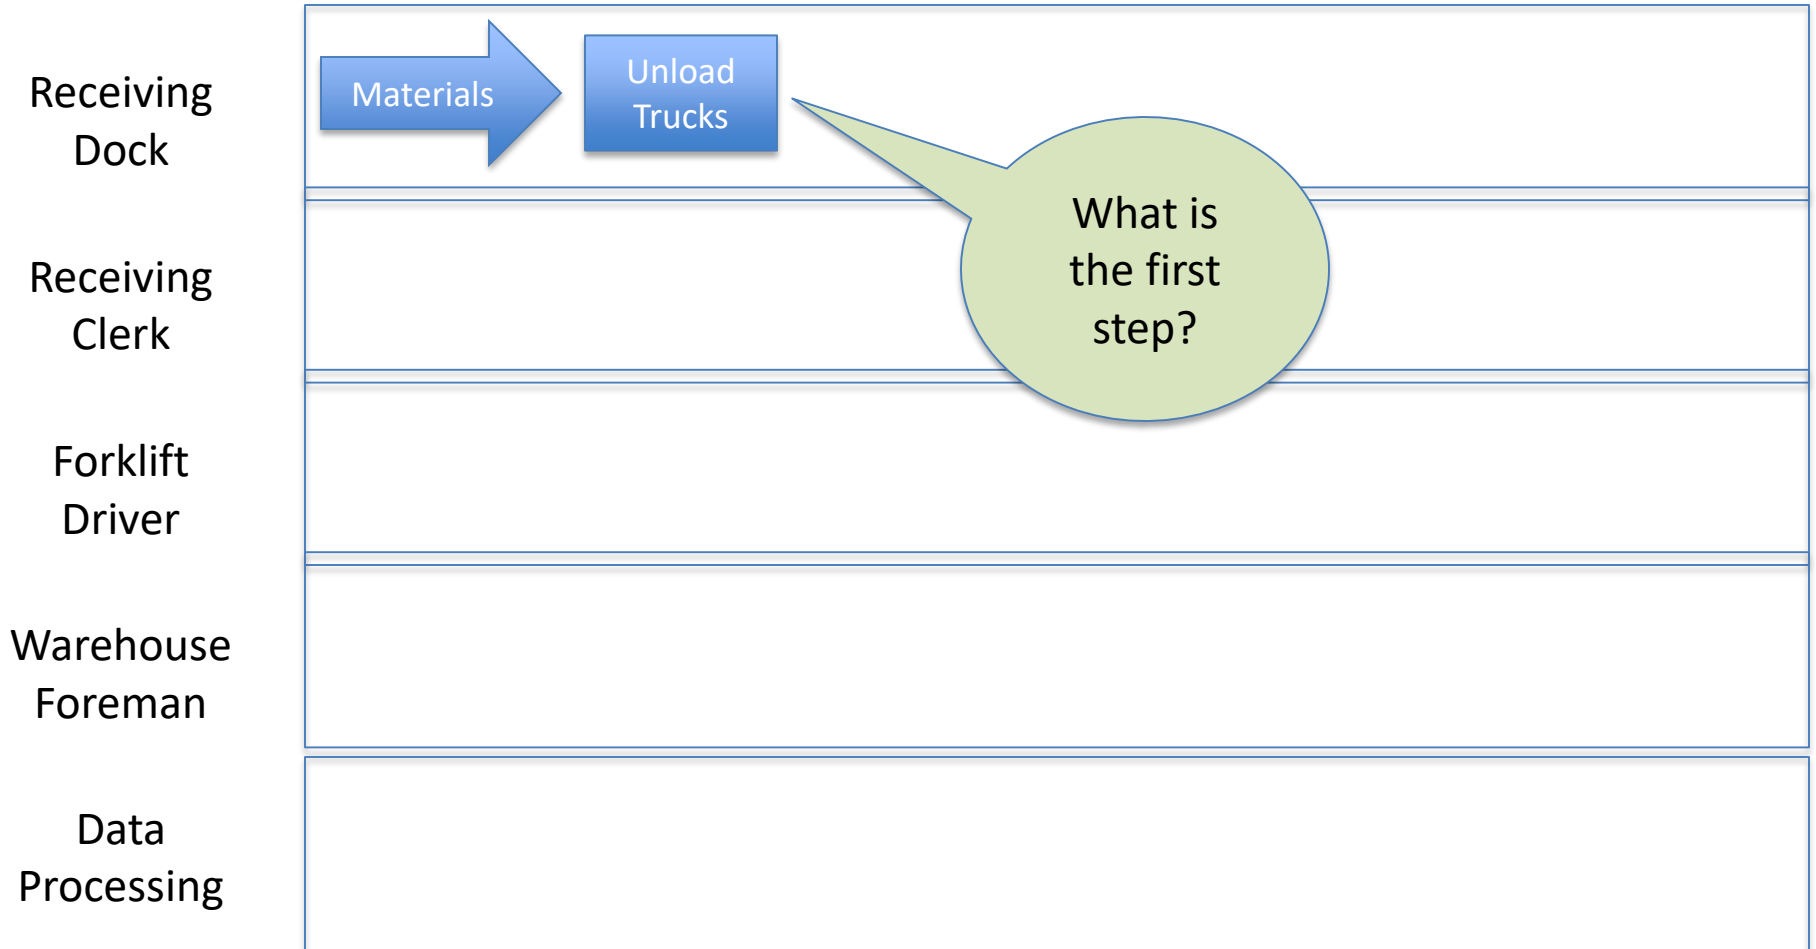 Receiving
Dock
Materials
Unload
Trucks
What is
the first
step?
Receiving
Clerk
Forklift
Driver
Warehouse
Foreman
Data
Processing